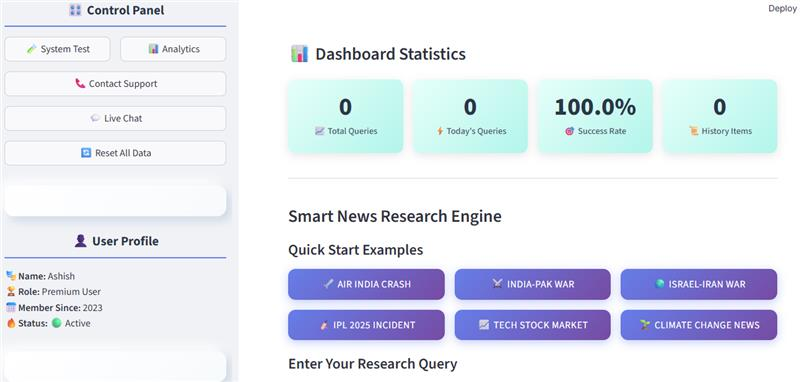 Control Panel
System Test
Analytics
Contact Support
Live Chat
Reset All Data
User Profile
Name: Ashish
Role: Premium User
Member Since: 2023
Status: Active
Deploy
Dashboard Statistics
0
Total Queries
0
Today's Queries
100.0%
Success Rate
0
History Items
Smart News Research Engine
Quick Start Examples
AIR INDIA CRASH
INDIA-PAK WAR
ISRAEL-IRAN WAR
IPL 2025 INCIDENT
TECH STOCK MARKET
CLIMATE CHANGE NEWS
Enter Your Research Query